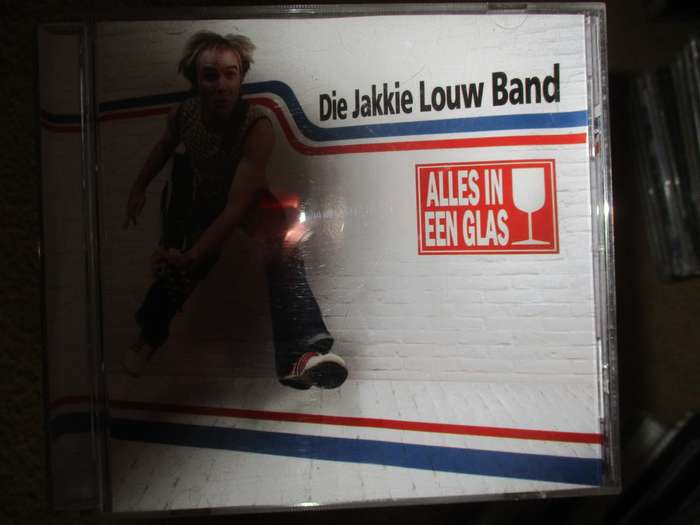 Die Jakkie Louw Band
ALLES IN
EEN GLAS